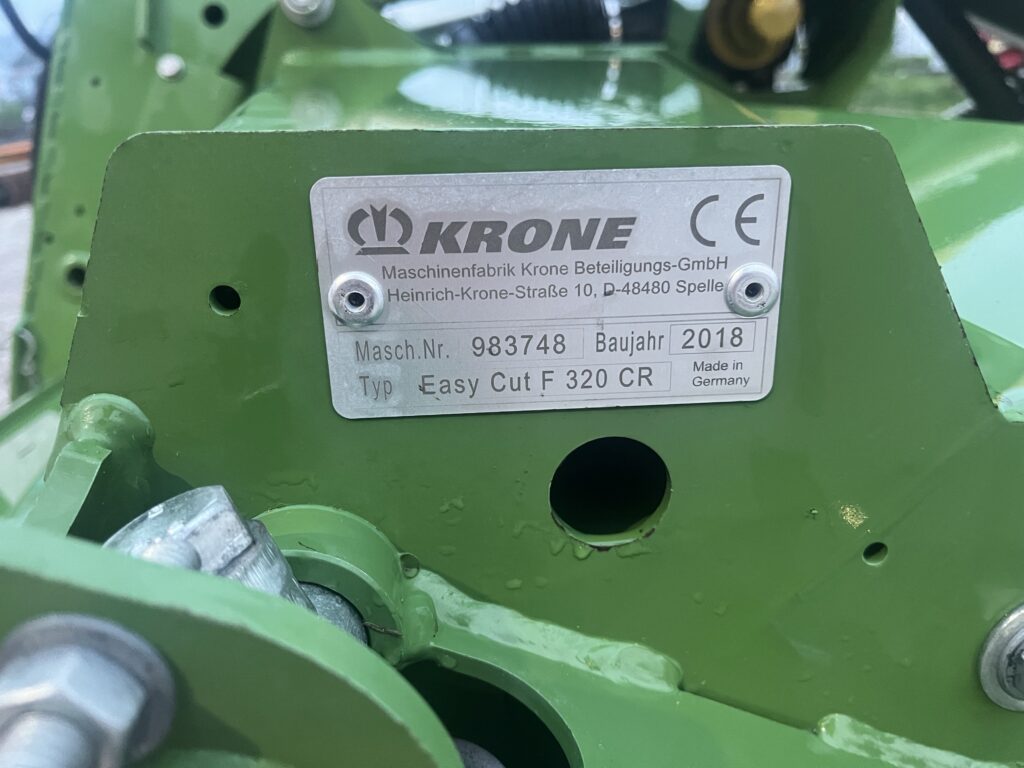 KRONE CE
Maschinenfabrik Krone Beteiligungs-GmbH
Heinrich-Krone-Straße 10, D-48480 Spelle
Masch.Nr. 983748 Baujahr 2018
Typ Easy Cut F 320 CR Made in
Germany